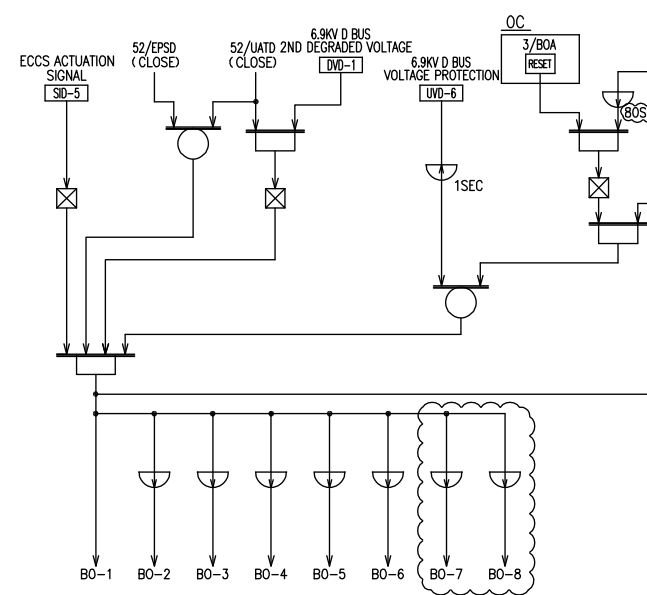 OC
3/BOA
RESET
6.9KV D BUS
2ND DEGRADED VOLTAGE
DVD-1
52/EPSD
(CLOSE)
52/UATD
(CLOSE)
ECCS ACTUATION
SIGNAL
SID-5
6.9KV D BUS
VOLTAGE PROTECTION
UVD-6
80S
1SEC
BO-1
BO-2
BO-3
BO-4
BO-5
BO-6
BO-7
BO-8